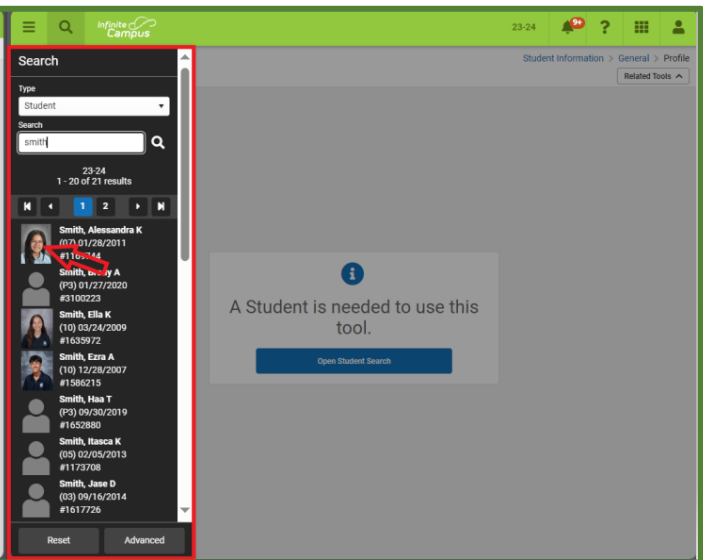 Infinite Campus
23-24
9+
?
Student Information > General > Profile
Related Tools
Search
Type
Student
Search
smith
23-24
1 - 20 of 21 results
1 2
Smith, Alessandra K
(07) 01/28/2011
Smith, A
(P3) 01/27/2020
#3100223
Smith, Ella K
(10) 03/24/2009
#1635972
Smith, Ezra A
(10) 12/28/2007
#1586215
Smith, Haa T
(P3) 09/30/2019
#1652880
Smith, Itasca K
(05) 02/05/2013
#1173708
Smith, Jase D
(03) 09/16/2014
#1617726
Reset Advanced
i
A Student is needed to use this
tool.
Open Student Search